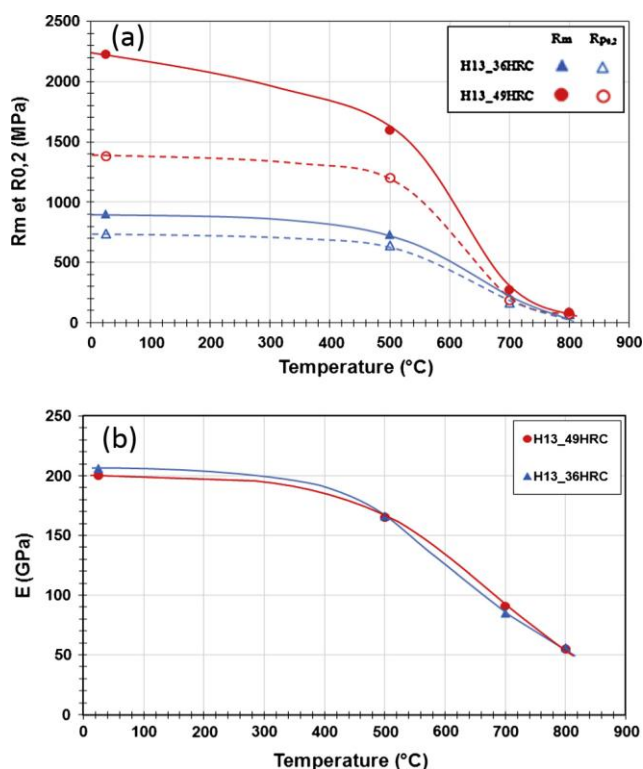 (a)
Rm Rp0,2
H13_36HRC
H13_49HRC
2500
2000
1500
1000
500
0
Rm et R0,2 (MPa)
0 100 200 300 400 500 600 700 800 900
Temperature (°C)
(b)
H13_49HRC
H13_36HRC
250
200
150
100
50
0
E (GPa)
0 100 200 300 400 500 600 700 800 900
Temperature (°C)